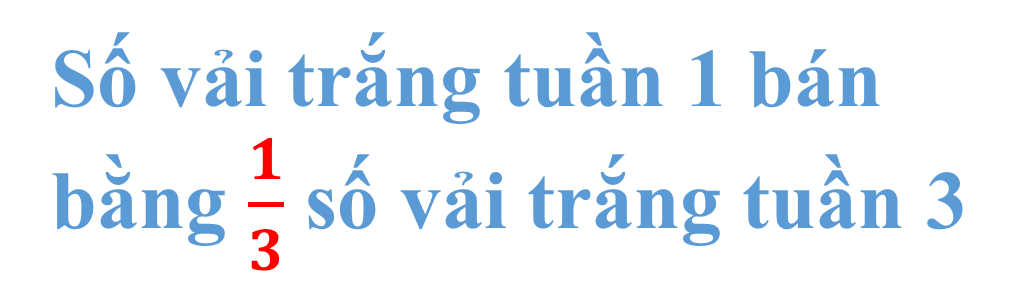 Số vải trắng tuần 1 bán
bằng 1/3 số vải trắng tuần 3